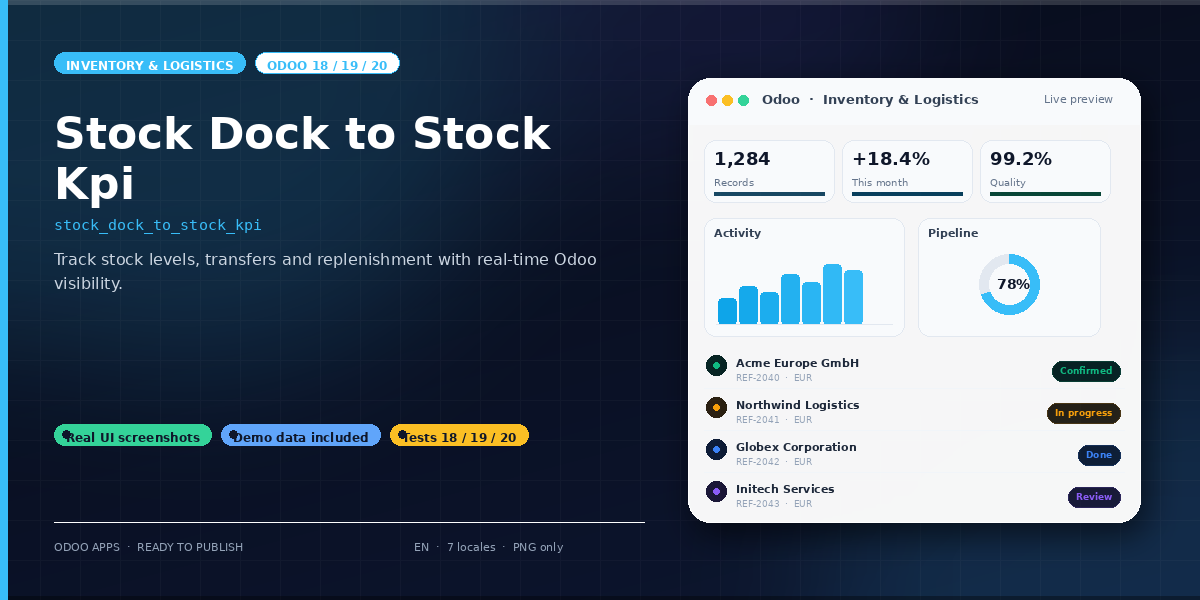 INVENTORY & LOGISTICS
ODOO 18 / 19 / 20
Stock Dock to Stock
Kpi
stock_dock_to_stock_kpi
Track stock levels, transfers and replenishment with real-time Odoo
visibility.
Real UI screenshots
Demo data included
Tests 18 / 19 / 20
ODOO APPS · READY TO PUBLISH
EN · 7 locales · PNG only
Odoo · Inventory & Logistics
Live preview
1,284
Records
+18.4%
This month
99.2%
Quality
Activity
Pipeline
78%
Acme Europe GmbH
REF-2040 · EUR
Confirmed
Northwind Logistics
REF-2041 · EUR
In progress
Globex Corporation
REF-2042 · EUR
Done
Initech Services
REF-2043 · EUR
Review